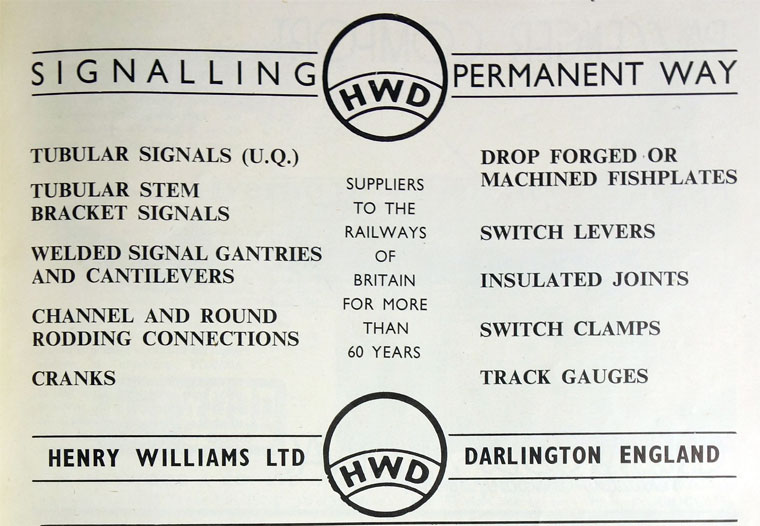 SIGNALLING
HWD
PERMANENT WAY
TUBULAR SIGNALS (U.Q.)
TUBULAR STEM
BRACKET SIGNALS
WELDED SIGNAL GANTRIES
AND CANTILEVERS
CHANNEL AND ROUND
RODDING CONNECTIONS
CRANKS
SUPPLIERS
TO THE
RAILWAYS
OF
BRITAIN
FOR MORE
THAN
60 YEARS
DROP FORGED OR
MACHINED FISHPLATES
SWITCH LEVERS
INSULATED JOINTS
SWITCH CLAMPS
TRACK GAUGES
HENRY WILLIAMS LTD
HWD
DARLINGTON ENGLAND